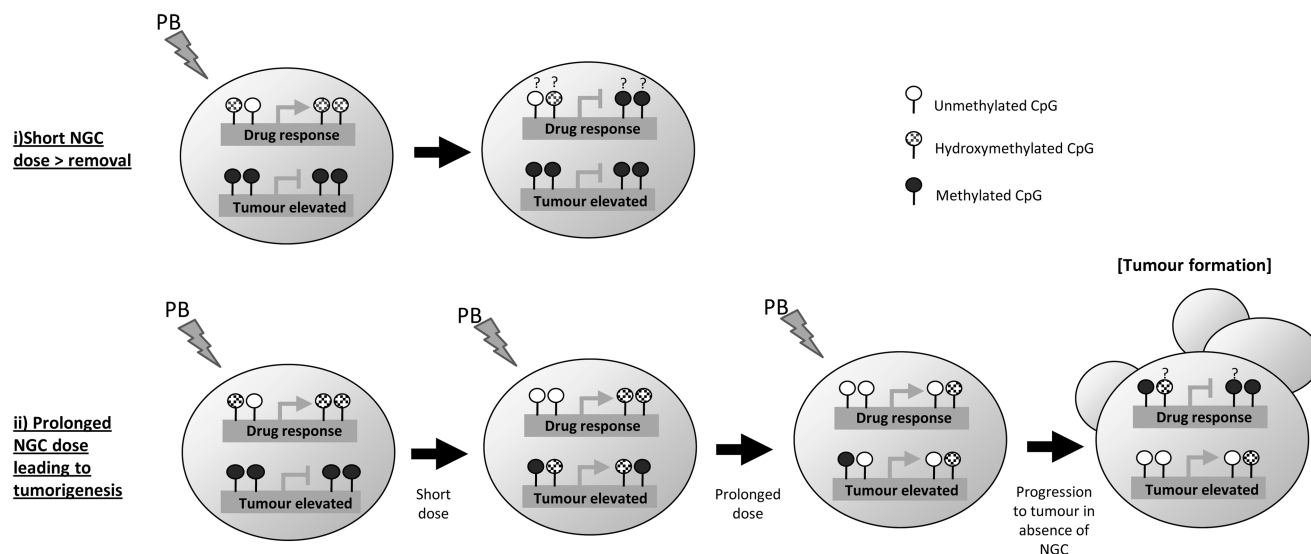 PB
i)Short NGC
dose > removal
Drug response
Tumour elevated
? ? ? ?
Drug response
Tumour elevated
Unmethylated CpG
Hydroxymethylated CpG
Methylated CpG
[Tumour formation]
ii) Prolonged
NGC dose
leading to
tumorigenesis
PB
Drug response
Tumour elevated
Short
dose
PB
Drug response
Tumour elevated
Prolonged
dose
PB
Drug response
Tumour elevated
Progression
to tumour in
absence of
NGC
? ?
Drug response
Tumour elevated